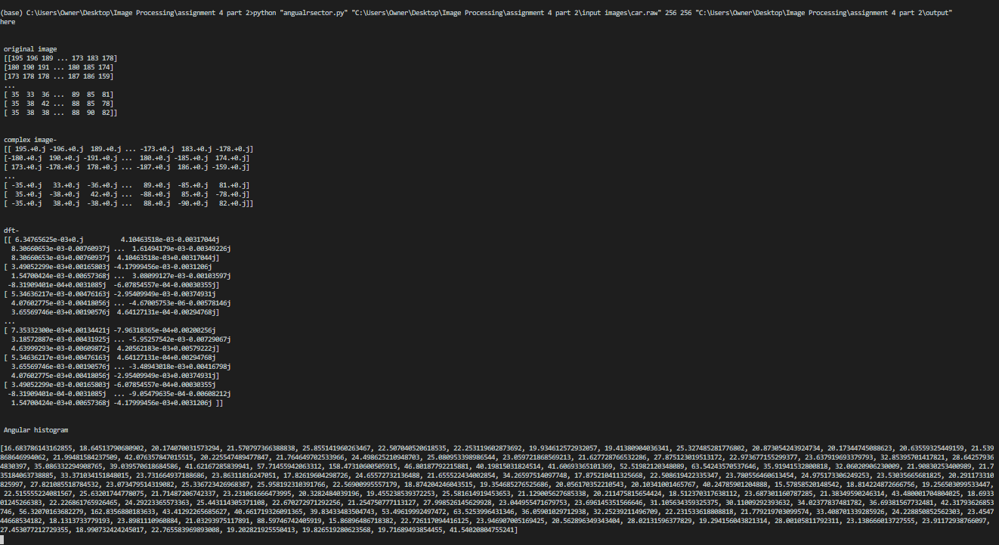 (base) C:\Users\Owner\Desktop\Image Processing\assignment 4 part 2>python "angualrsector.py" "C:\Users\Owner\Desktop\Image Processing\assignment 4 part 2\input images\car.raw" 256 256 "C:\Users\Owner\Desktop\Image Processing\assignment 4 part 2\output"
here
original image
[[195 196 189 ... 173 183 178]
[180 190 191 ... 180 185 174]
[173 178 178 ... 187 186 159]
...
[ 35 33 36 ... 89 85 81]
[ 35 38 42 ... 88 85 78]
[ 35 38 38 ... 88 90 82]]
complex image-
[[ 195.+0.j -196.+0.j 189.+0.j ... -173.+0.j 183.+0.j -178.+0.j]
[-180.+0.j 190.+0.j -191.+0.j ... 180.+0.j -185.+0.j 174.+0.j]
[ 173.+0.j -178.+0.j 178.+0.j ... -187.+0.j 186.+0.j -159.+0.j]
...
[ -35.+0.j 33.+0.j -36.+0.j ... 89.+0.j -85.+0.j 81.+0.j]
[ 35.+0.j -38.+0.j 42.+0.j ... -88.+0.j 85.+0.j -78.+0.j]
[ -35.+0.j 38.+0.j -38.+0.j ... 88.+0.j -90.+0.j 82.+0.j]]
dft-
[[ 6.34765625e-03+0.j 4.10463518e-03-0.00317044j
8.30660653e-03-0.00760937j ... 1.61494179e-03-0.00349226j
8.30660653e-03+0.00760937j 4.10463518e-03+0.00317044j]
[ 3.49052299e-03+0.00165803j -4.17999456e-03-0.0031206j
1.54700424e-03-0.00657368j ... 3.08099127e-03-0.00103597j
-8.31909401e-04+0.0031085j -6.07854557e-04-0.00030355j]
[ 5.34636217e-03-0.00476163j -2.95409949e-03-0.00374931j
4.07602775e-03-0.00418056j ... -4.67005753e-06-0.00578146j
3.65569746e-03+0.00190576j 4.64127131e-04-0.00294768j]
...
[ 7.35332300e-03+0.00134421j -7.96318365e-04+0.00200256j
3.18572887e-03-0.00431925j ... -5.95257542e-03-0.00729067j
4.63999293e-03-0.00609872j 4.20562183e-03+0.00579222j]
[ 5.34636217e-03+0.00476163j 4.64127131e-04+0.00294768j
3.65569746e-03-0.00190576j ... -3.48943018e-03+0.00416798j
4.07602775e-03+0.00418056j -2.95409949e-03+0.00374931j]
[ 3.49052299e-03-0.00165803j -6.07854557e-04+0.00030355j
-8.31909401e-04-0.0031085j ... -9.05479635e-04-0.00608212j
1.54700424e-03+0.00657368j -4.17999456e-03+0.0031206j ]]
Angular histogram
[16.683786143162855, 18.64513790680902, 20.174070031573294, 21.570797366388838, 25.855141960263467, 22.507040520618535, 22.253119602873692, 19.934612572932057, 19.41380904036341, 25.327485281776802, 20.873054243924734, 20.17344745088623, 20.63559325449159, 21.539
868646994062, 21.99481584237509, 42.076357847015515, 20.225547489477847, 21.764649702533966, 24.498625210948703, 25.080953398986544, 23.059721868569213, 21.627728766532286, 27.875123019513172, 22.973677155299377, 23.637919693379793, 32.85395701417821, 28.64257936
4830397, 35.086332294908765, 39.039570618684586, 41.62167285839941, 57.71455942063312, 158.47310600505915, 46.80187792215881, 40.19815031824514, 41.60693365101369, 52.51982120348089, 63.54243570537646, 35.91941532800818, 32.06020906230009, 21.90830253400989, 21.7
35184063738885, 33.371034151848015, 23.731664937188686, 23.86311816247051, 17.82619604298726, 24.65572732136488, 21.655522434002854, 34.26597514097748, 17.875210411325668, 22.50861942233534​7, 23.780556460613454, 24.975173306249253, 23.53035665681825, 20.291173310
825997, 27.821085518784532, 23.073479514319082, 25.336723426968387, 25.958192310391766, 22.56900995557179, 18.874204246043515, 19.35468527652568​6, 20.056170352210543, 20.1034001465767, 40.24785901204888, 15.57858520148542, 18.814224872666756, 19.256503099533447,
22.515555224081567, 25.63201744778075, 21.71487206742337, 23.231061666473995, 20.3282484039196, 19.455238539372253, 25.581614919453653, 21.129005627685338, 20.211475815654424, 18.512370317638112, 23.687301160787285, 21.38349590246314, 43.480001704804025, 18.6933
01245266383, 22.226861765926465, 24.29223365573363, 25.443114305371108, 22.670272971292256, 21.254750777113127, 27.998526145629928, 23.044955471679753, 23.696145351566646, 31.105634359325375, 30.11009292393632, 34.02377837481782, 36.69381567732481, 42.31793626853
746, 56.32070163682279, 162.8356880183633, 43.41292265685627, 40.661719326091365, 39.83433483504743, 53.49619992497472, 63.5253996431346, 36.05901029712938, 32.25239211496709, 22.231533618808818, 21.779219703099574, 33.408701339285926, 24.228850852562303, 23.4547
44668534182, 18.1313733779193, 23.8981110960884, 21.03293975117891, 88.59746742405919, 15.86896486718382, 22.726117094416125, 23.946907005169425, 20.562896349343404, 28.02131596377829, 19.294156043821314, 28.00105811792311, 23.138666013727555, 23.91172938766097,
27.453077212729355, 18.990732424245017, 22.765583969893008, 19.202821925550413, 19.826519280623568, 19.71689493854455, 41.54020804755241]